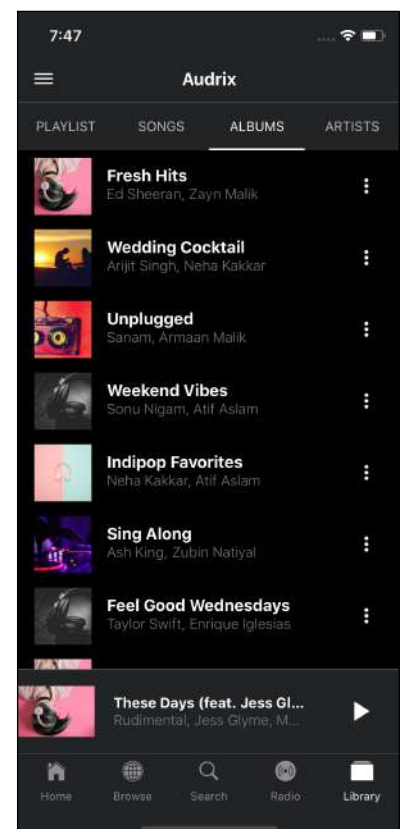 7:47
Audrix
PLAYLIST SONGS ALBUMS ARTISTS
Fresh Hits
Ed Sheeran, Zayn Malik
Wedding Cocktail
Arijit Singh, Neha Kakkar
Unplugged
Sanam, Armaan Malik
Weekend Vibes
Sonu Nigam, Atif Aslam
Indipop Favorites
Neha Kakkar, Atif Aslam
Sing Along
Ash King, Zubin Natiyal
Feel Good Wednesdays
Taylor Swift, Enrique Iglesias
These Days (feat. Jess Gl...
Rudimental, Jess Glyme, M...
Home Browse Search Radio Library